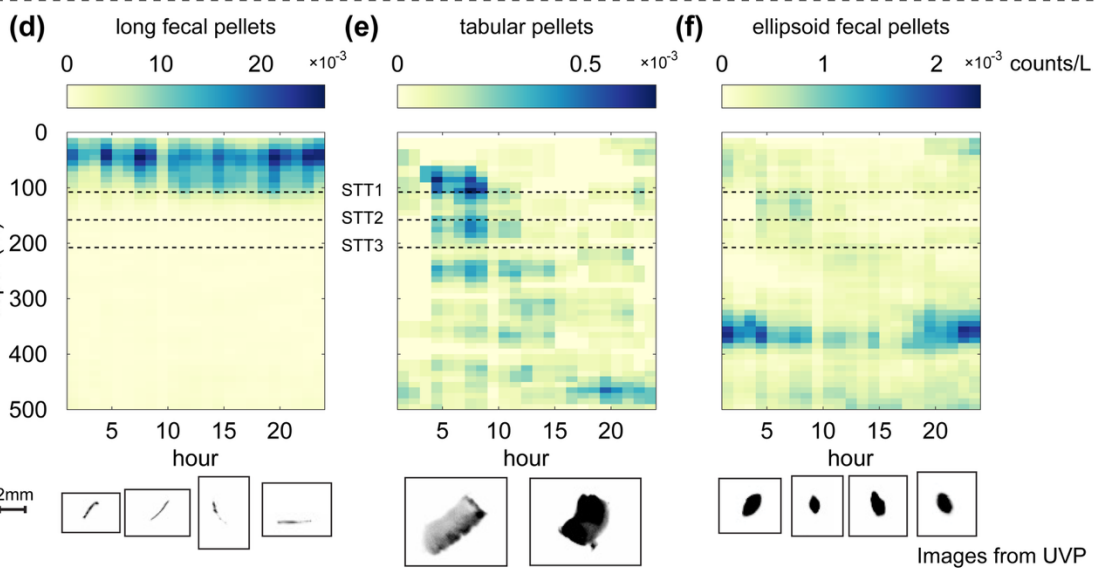 (d) long fecal pellets (e) tabular pellets (f) ellipsoid fecal pellets
0 10 20 ×10⁻³ 0 0.5 ×10⁻³ 0 1 2 ×10⁻³ counts/L
0
100
200
300
400
500
STT1
STT2
STT3
5 10 15 20 5 10 15 20 5 10 15 20
hour hour hour
2mm
Images from UVP